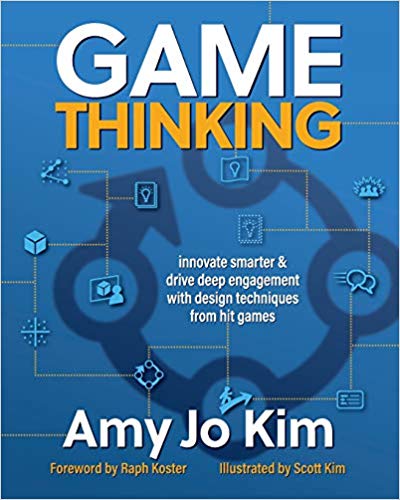 GAME
THINKING
innovate smarter &
drive deep engagement
with design techniques
from hit games
Amy Jo Kim
Foreword by Raph Koster Illustrated by Scott Kim